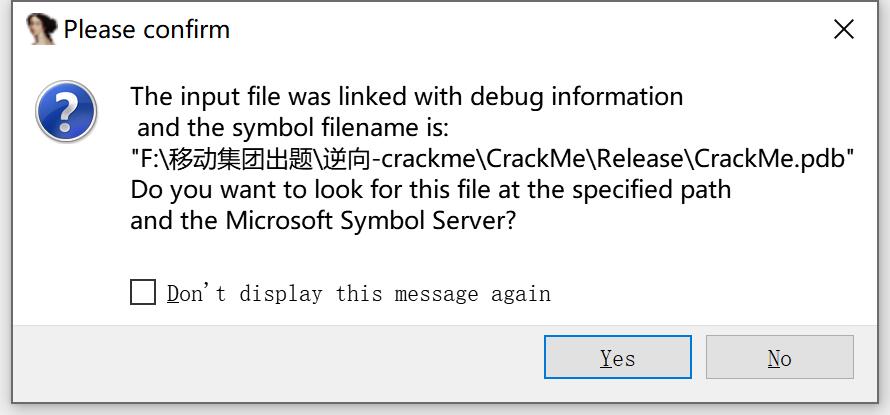 Please confirm
The input file was linked with debug information
and the symbol filename is:
"F:\移动集团出题\逆向-crackme\CrackMe\Release\CrackMe.pdb"
Do you want to look for this file at the specified path
and the Microsoft Symbol Server?
Don't display this message again
Yes
No